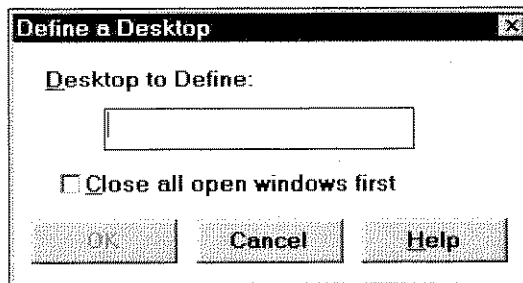 Define a Desktop
Desktop to Define:
Close all open windows first
OK Cancel Help